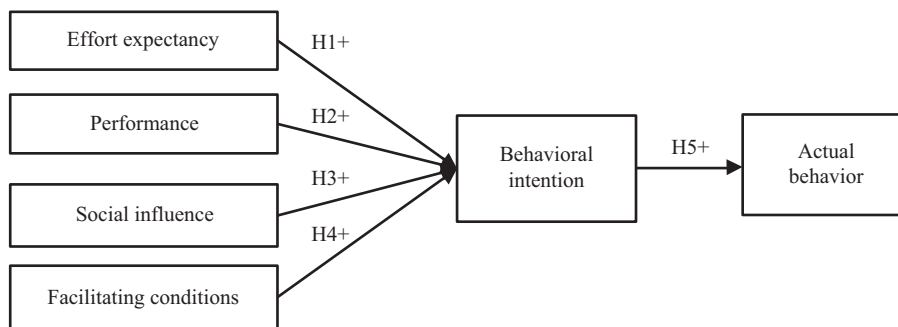 Effort expectancy
H1+
Performance
H2+
Social influence
H3+
Facilitating conditions
H4+
Behavioral
intention
H5+
Actual
behavior